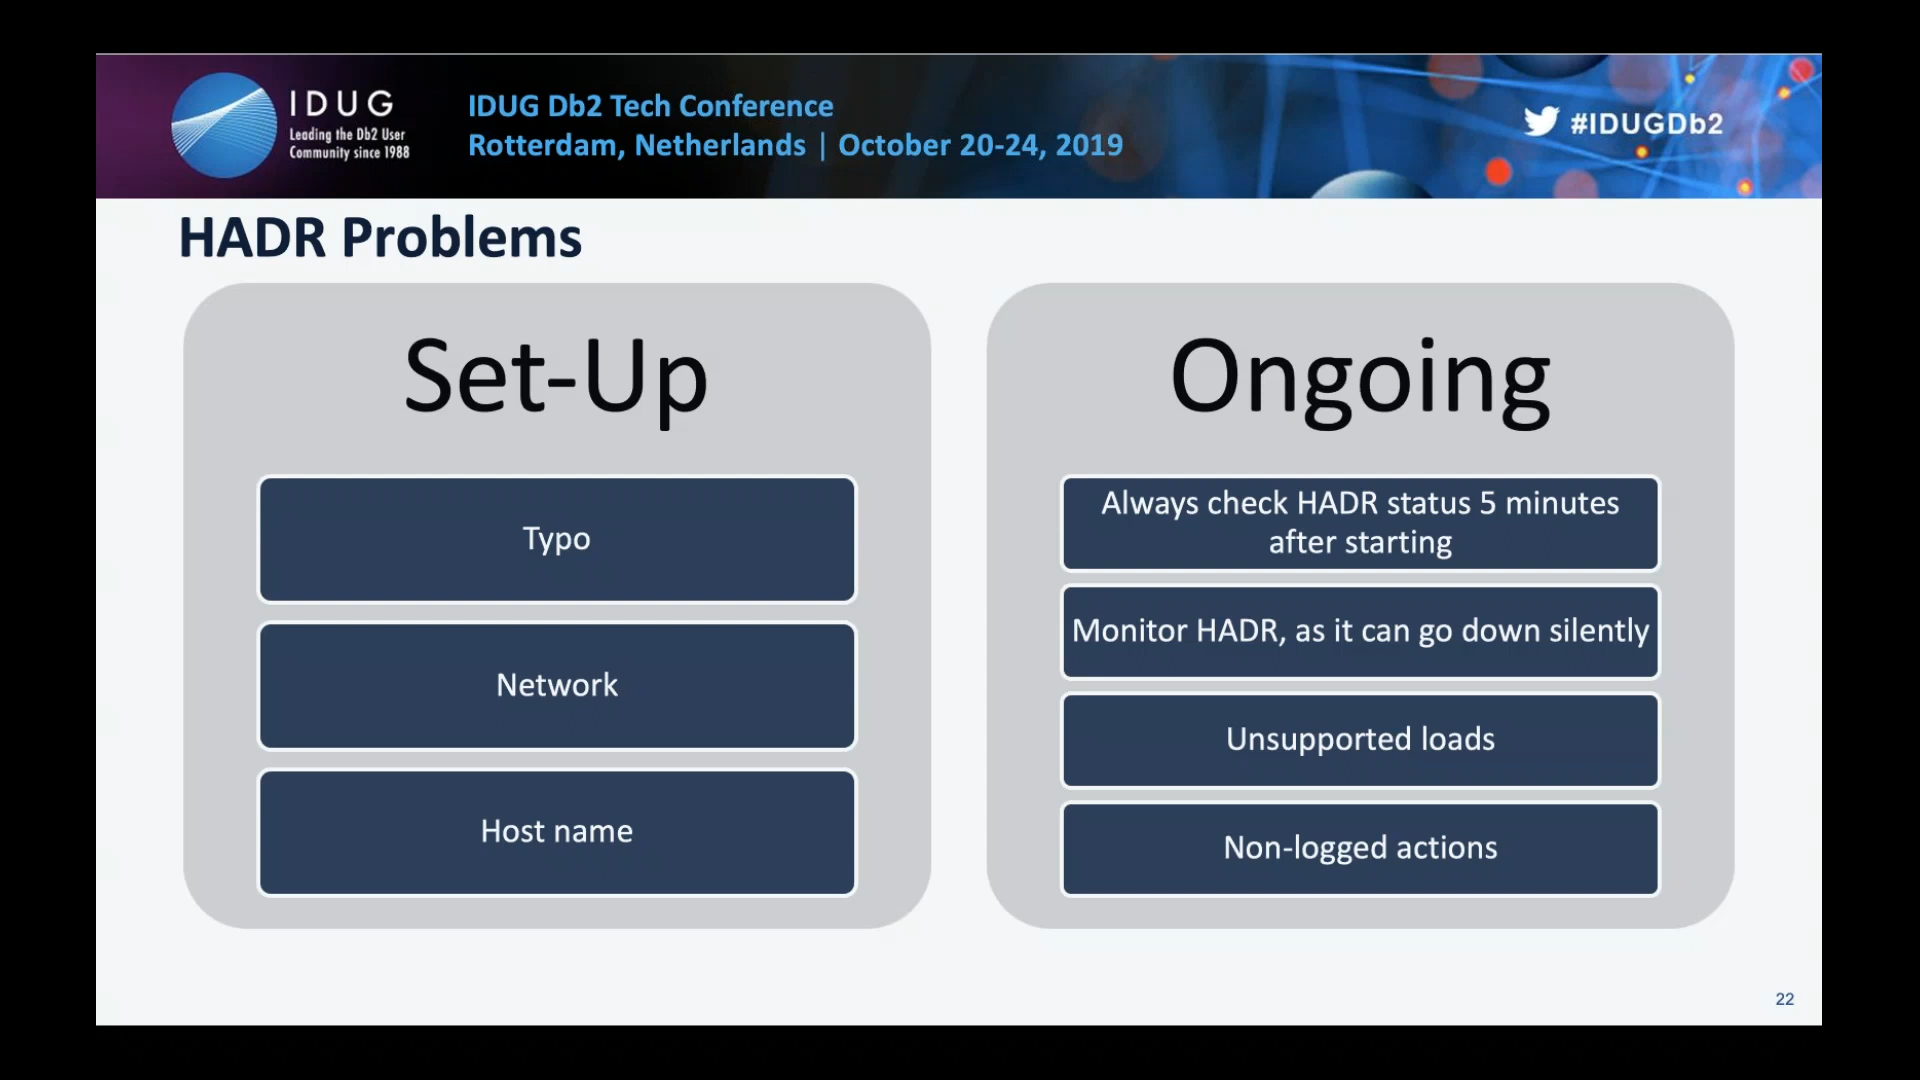 IDUG
Leading the Db2 User
Community since 1988
IDUG Db2 Tech Conference
Rotterdam, Netherlands | October 20-24, 2019
#IDUGDb2
HADR Problems
Set-Up
Typo
Network
Host name
Ongoing
Always check HADR status 5 minutes
after starting
Monitor HADR, as it can go down silently
Unsupported loads
Non-logged actions
22